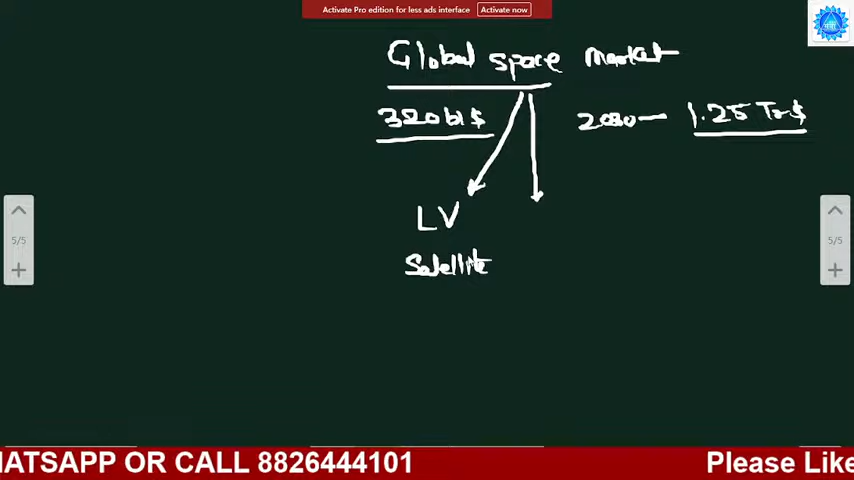 Activate Pro edition for less ads interface Activate now
Global space market
320 bl $ 2030 — 1.25 Tr $
LV
Satellite
5/5 5/5
HATSAPP OR CALL 8826444101 Please Like